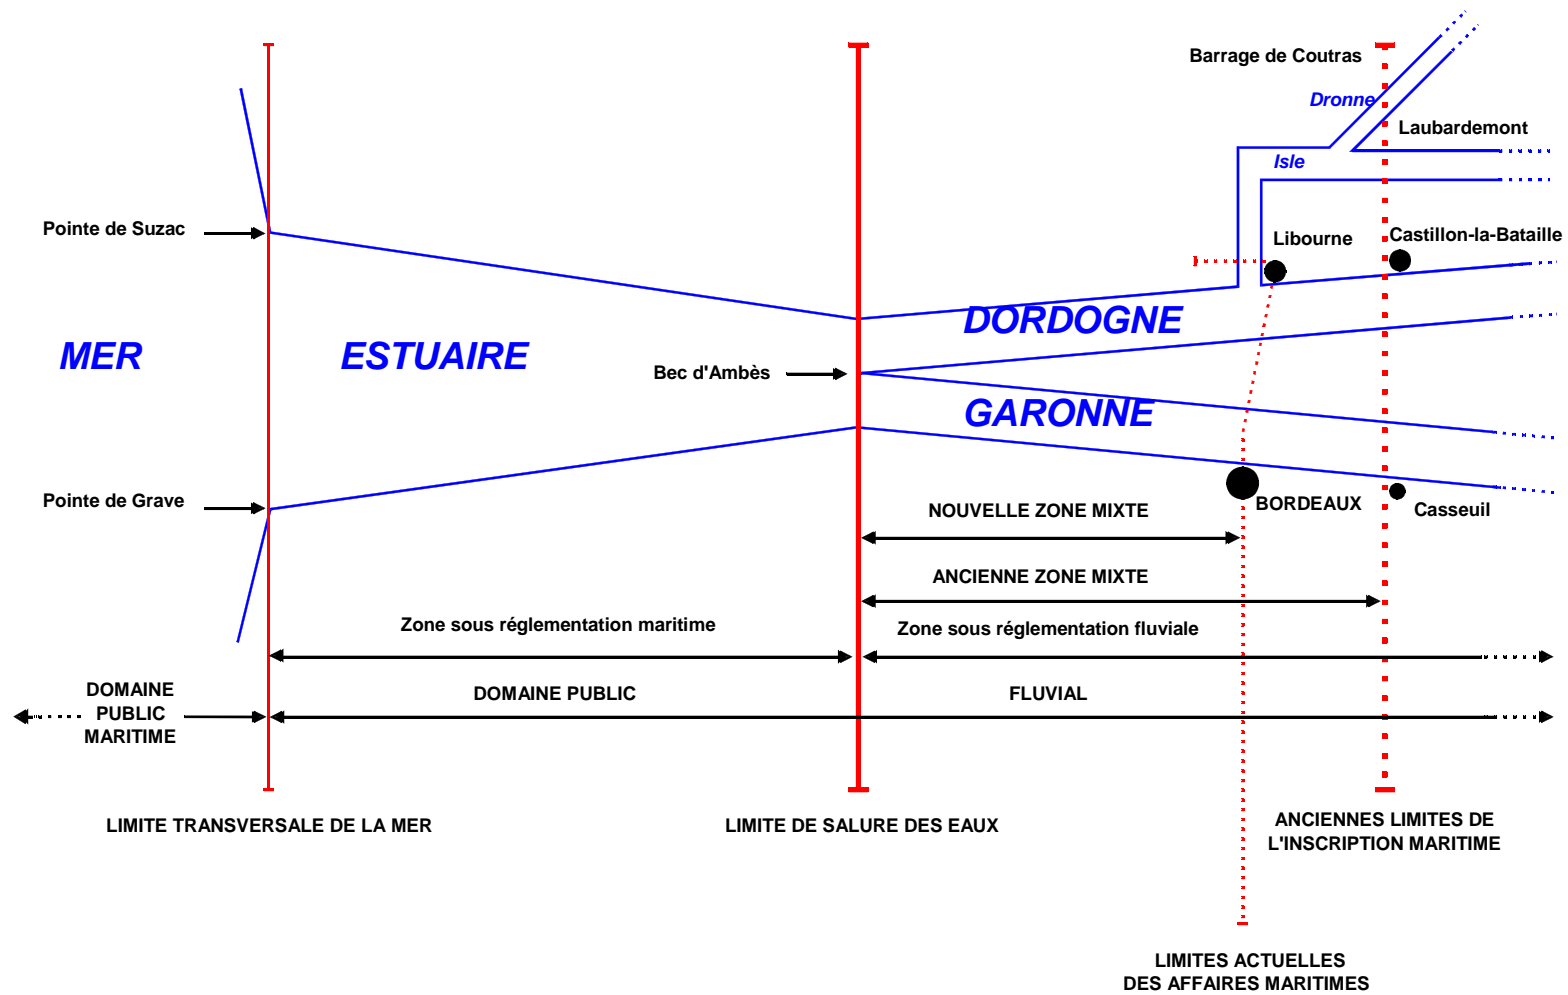 Barrage de Coutras
Dronne
Laubardemont
Isle
Pointe de Suzac
Libourne
Castillon-la-Bataille
DORDOGNE
MER
ESTUAIRE
Bec d'Ambès
GARONNE
Pointe de Grave
BORDEAUX
Casseuil
NOUVELLE ZONE MIXTE
ANCIENNE ZONE MIXTE
Zone sous réglementation maritime
Zone sous réglementation fluviale
DOMAINE
PUBLIC
MARITIME
DOMAINE PUBLIC
FLUVIAL
LIMITE TRANSVERSALE DE LA MER
LIMITE DE SALURE DES EAUX
ANCIENNES LIMITES DE
L'INSCRIPTION MARITIME
LIMITES ACTUELLES
DES AFFAIRES MARITIMES